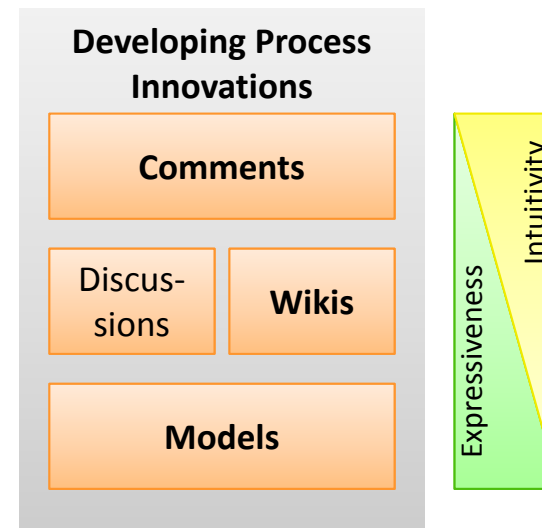 Developing Process
Innovations
Comments
Discus-
sions
Wikis
Models
Expressiveness
Intuitivity